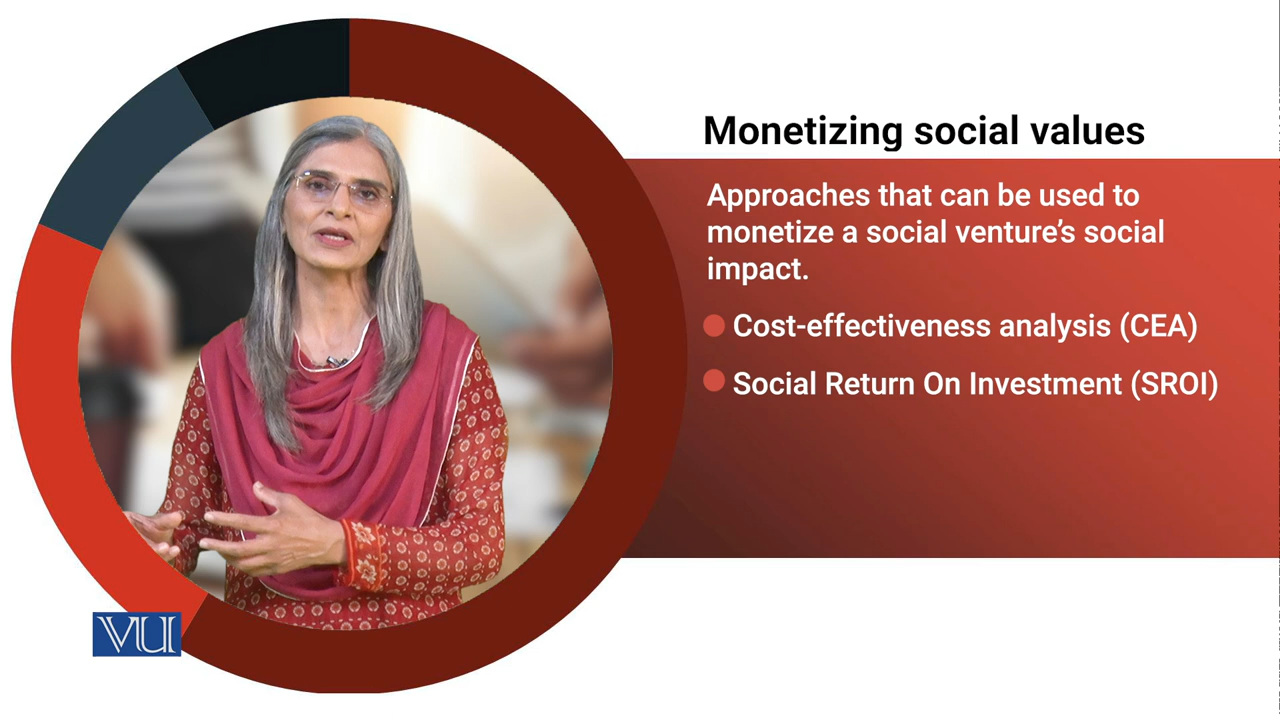 Monetizing social values
Approaches that can be used to
monetize a social venture’s social
impact.
Cost-effectiveness analysis (CEA)
Social Return On Investment (SROI)
VU